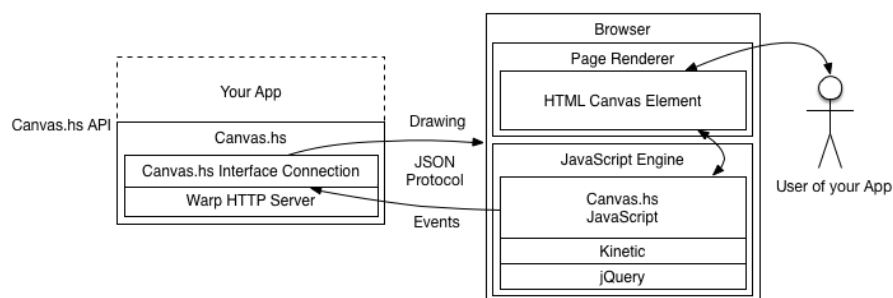 Your App
Canvas.hs API
Canvas.hs
Canvas.hs Interface Connection
Warp HTTP Server
Drawing
JSON
Protocol
Events
Browser
Page Renderer
HTML Canvas Element
JavaScript Engine
Canvas.hs
JavaScript
Kinetic
jQuery
User of your App